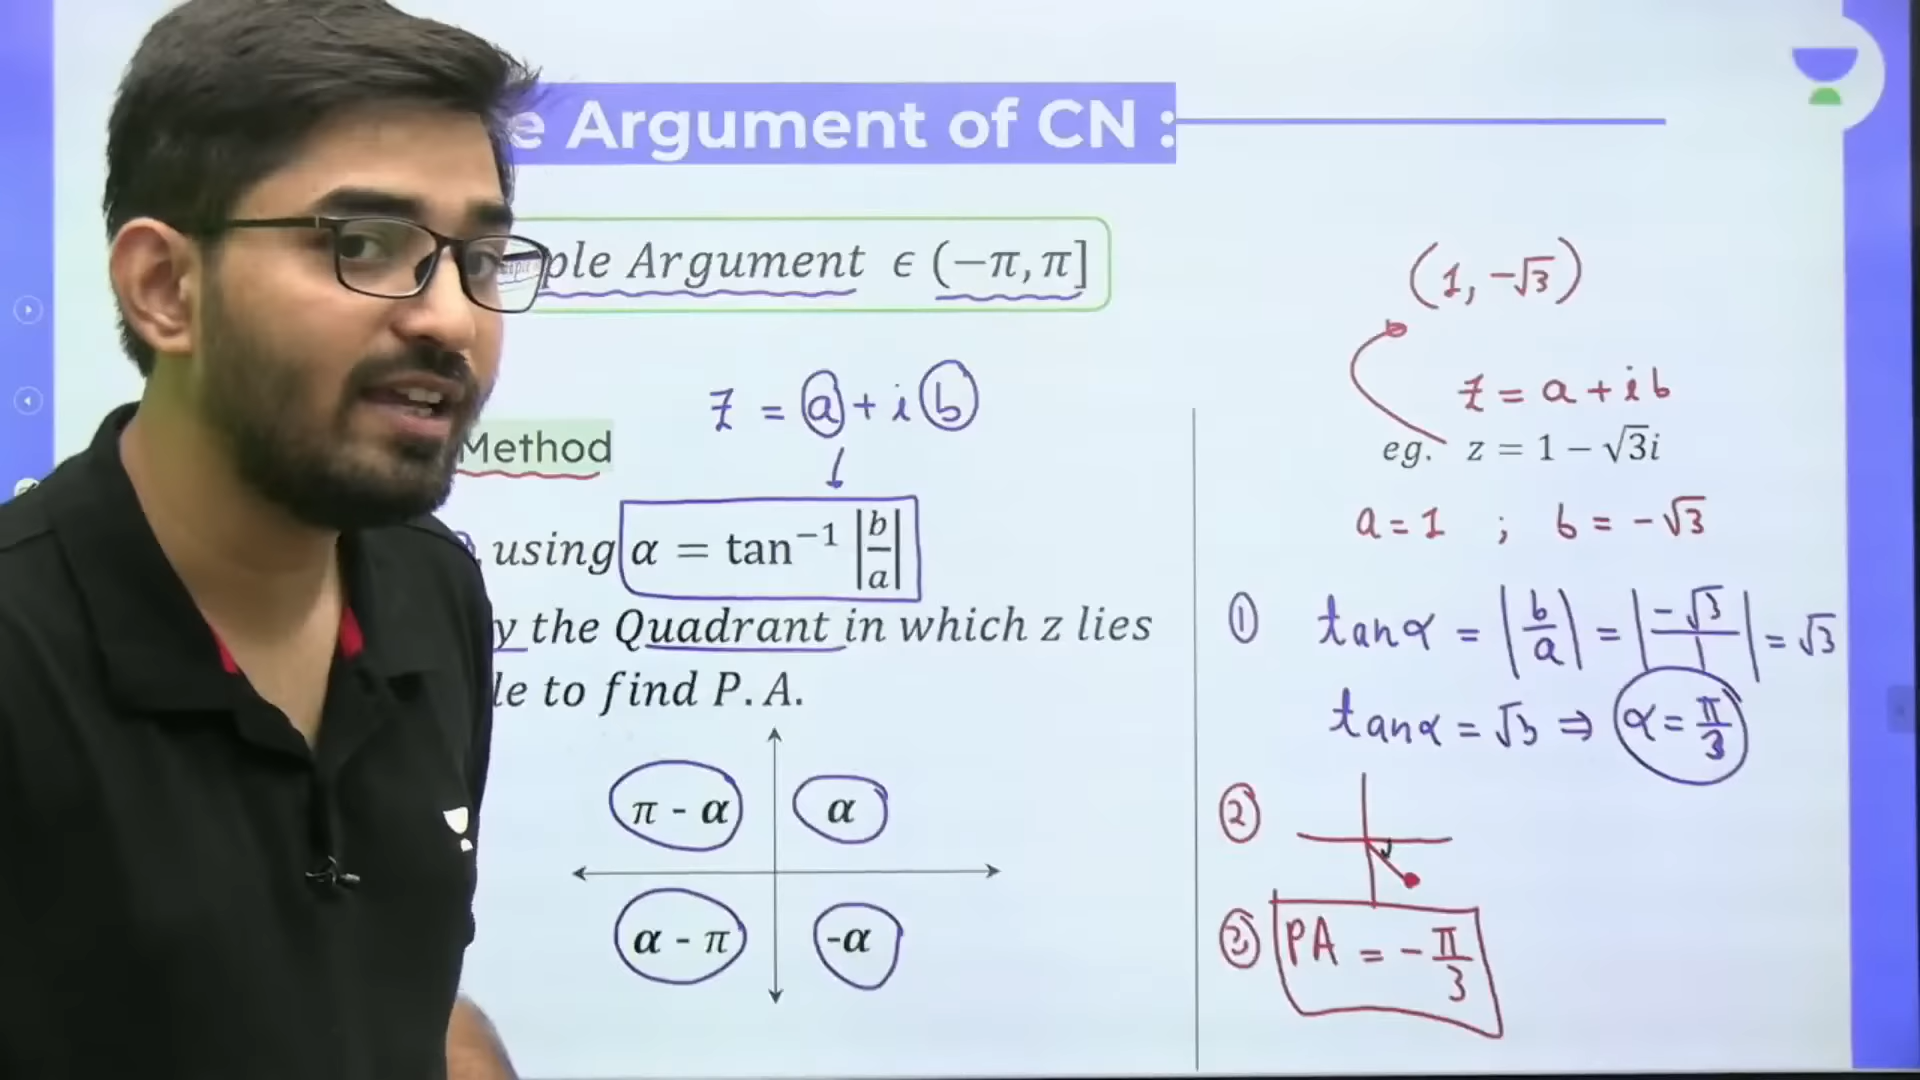 e Argument of CN :
ple Argument ϵ (−π, π]
z = a + i b
Method
using α = tan⁻¹ |b/a|
y the Quadrant in which z lies
le to find P. A.
π - α
α
α - π
-α
(1, -√3)
z = a + i b
eg. z = 1 − √3i
a = 1 ; b = -√3
① tanα = |b/a| = |-√3/1| = √3
tanα = √3 ⇒ α = π/3
②
③ PA = -π/3